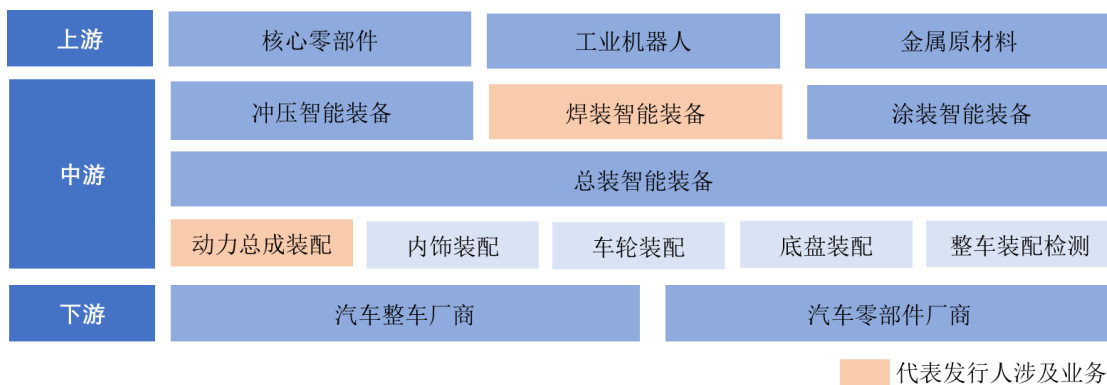 上游 核心零部件 工业机器人 金属原材料
冲压智能装备 焊装智能装备 涂装智能装备
中游 总装智能装备
动力总成装配 内饰装配 车轮装配 底盘装配 整车装配检测
下游 汽车整车厂商 汽车零部件厂商
代表发行人涉及业务